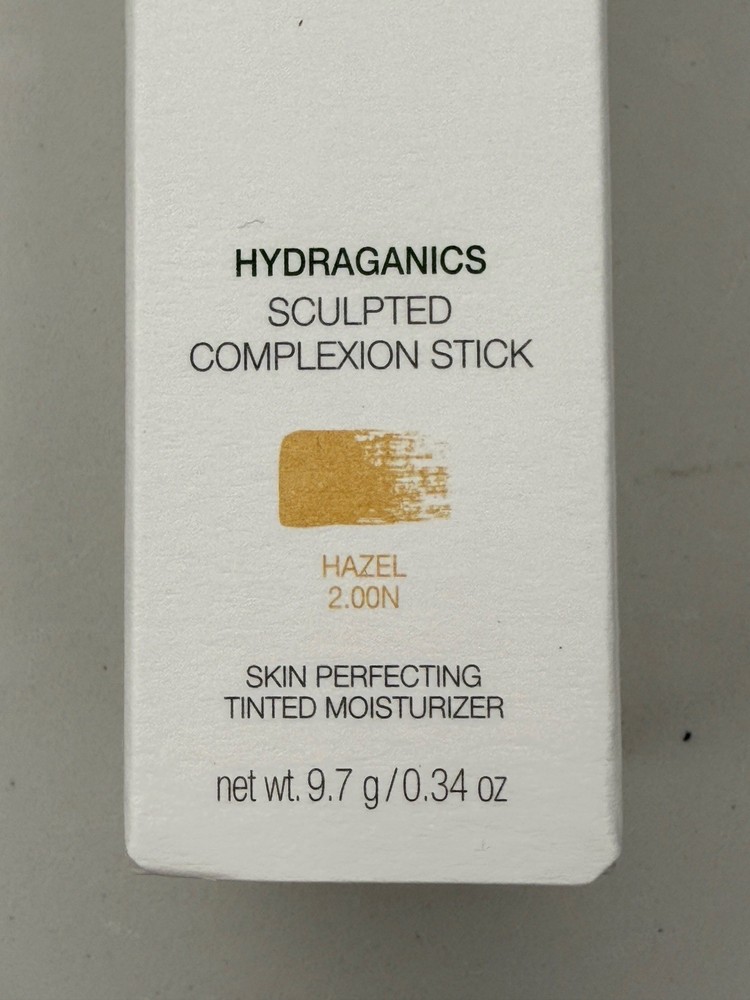 HYDRAGANICS
SCULPTED
COMPLEXION STICK
HAZEL
2.00N
SKIN PERFECTING
TINTED MOISTURIZER
net wt. 9.7 g/0.34 oz